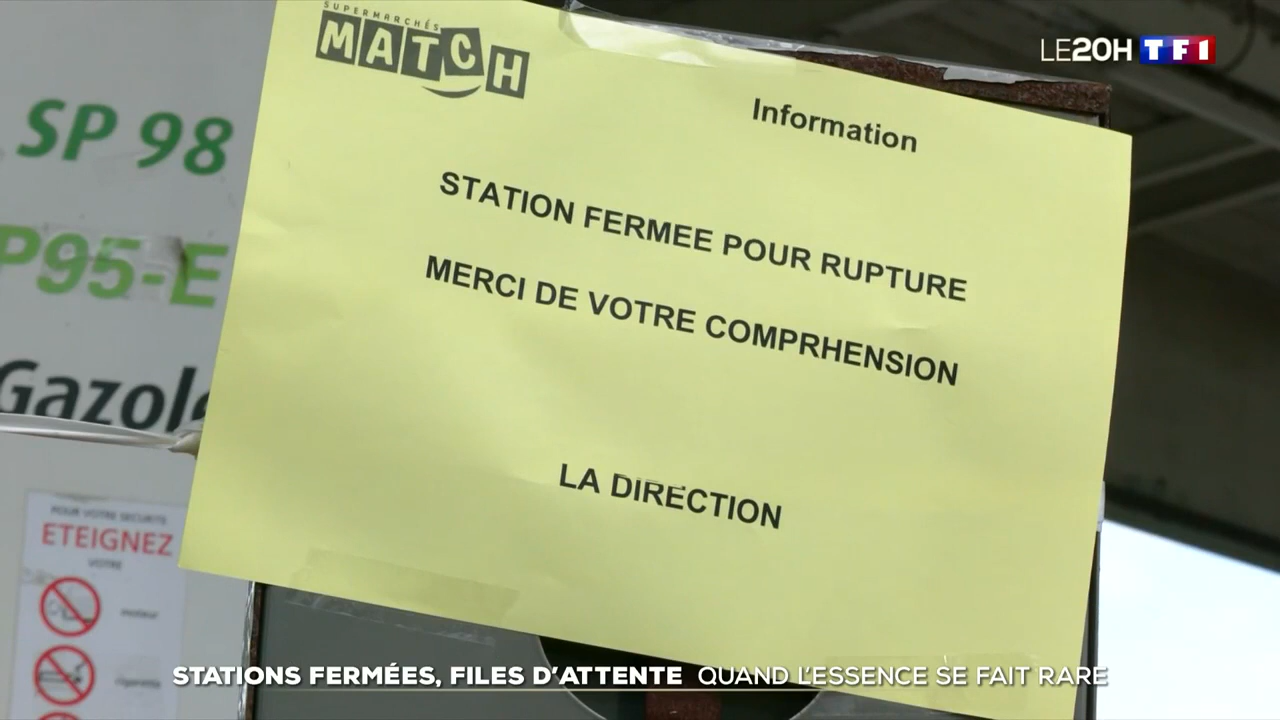 SUPERMARCHÉS
MATCH
LE20H TF1
Information
STATION FERMEE POUR RUPTURE
MERCI DE VOTRE COMPRHENSION
LA DIRECTION
SP 98
P95-E
Gazole
POUR VOTRE SECURITE
ETEIGNEZ
VOTRE
moteur
cigarette
STATIONS FERMÉES, FILES D'ATTENTE QUAND L'ESSENCE SE FAIT RARE